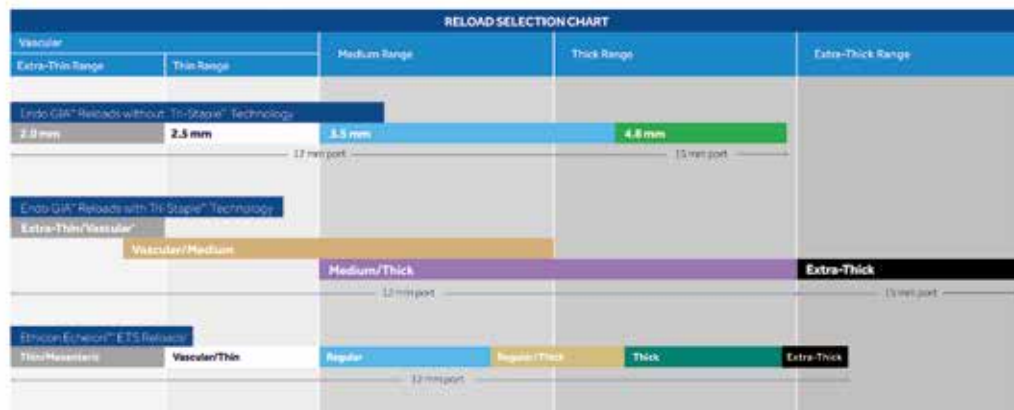 RELOAD SELECTION CHART
Vascular
Medium Range
Thick Range
Extra-Thick Range
Extra-Thin Range
Thin Range
Endo GIA™ Reloads without Tri-Staple™ Technology
2.0 mm
2.5 mm
3.5 mm
4.8 mm
12 mm port
15 mm port
Endo GIA™ Reloads with Tri-Staple™ Technology
Extra-Thin/Vascular
Vascular/Medium
Medium/Thick
Extra-Thick
12 mm port
15 mm port
Ethicon Echelon™ ETS Reloads
Thin/Mesenteric
Vascular/Thin
Regular
Regular/Thick
Thick
Extra-Thick
12 mm port